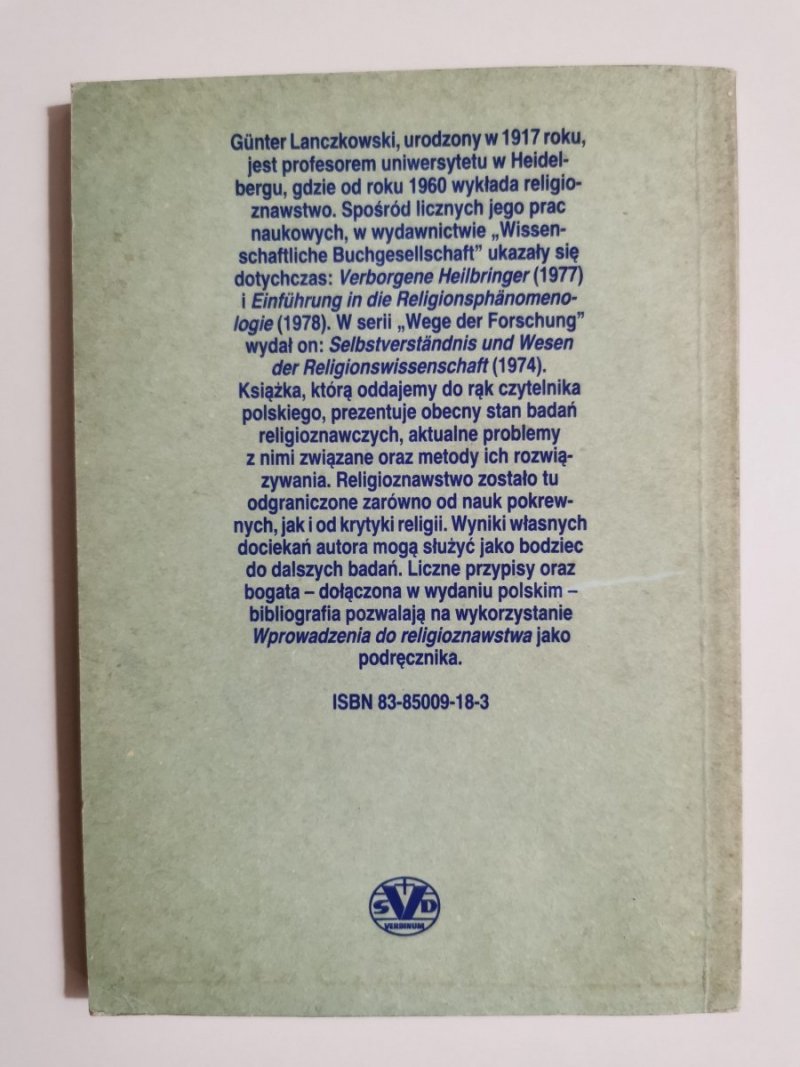 Günter Lanczkowski, urodzony w 1917 roku,
jest profesorem uniwersytetu w Heidel-
bergu, gdzie od roku 1960 wykłada religio-
znawstwo. Spośród licznych jego prac
naukowych, w wydawnictwie „Wissen-
schaftliche Buchgesellschaft” ukazały się
dotychczas: Verborgene Heilbringer (1977)
i Einführung in die Religionsphänomeno-
logie (1978). W serii „Wege der Forschung”
wydał on: Selbstverständnis und Wesen
der Religionswissenschaft (1974).
Książka, którą oddajemy do rąk czytelnika
polskiego, prezentuje obecny stan badań
religioznawczych, aktualne problemy
z nimi związane oraz metody ich rozwią-
zywania. Religioznawstwo zostało tu
odgraniczone zarówno od nauk pokrew-
nych, jak i od krytyki religii. Wyniki własnych
dociekań autora mogą służyć jako bodziec
do dalszych badań. Liczne przypisy oraz
bogata – dołączona w wydaniu polskim –
bibliografia pozwalają na wykorzystanie
Wprowadzenia do religioznawstwa jako
podręcznika.
ISBN 83-85009-18-3
SVD
VERBINUM